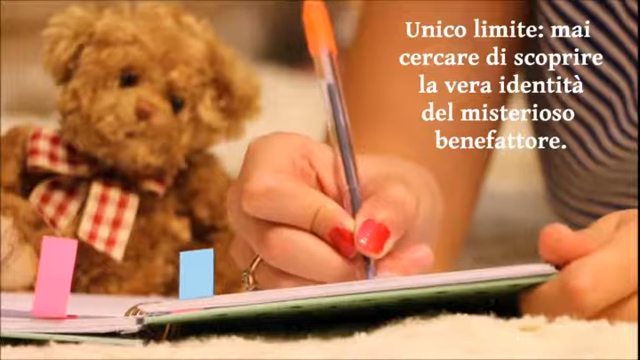 Unico limite: mai
cercare di scoprire
la vera identità
del misterioso
benefattore.